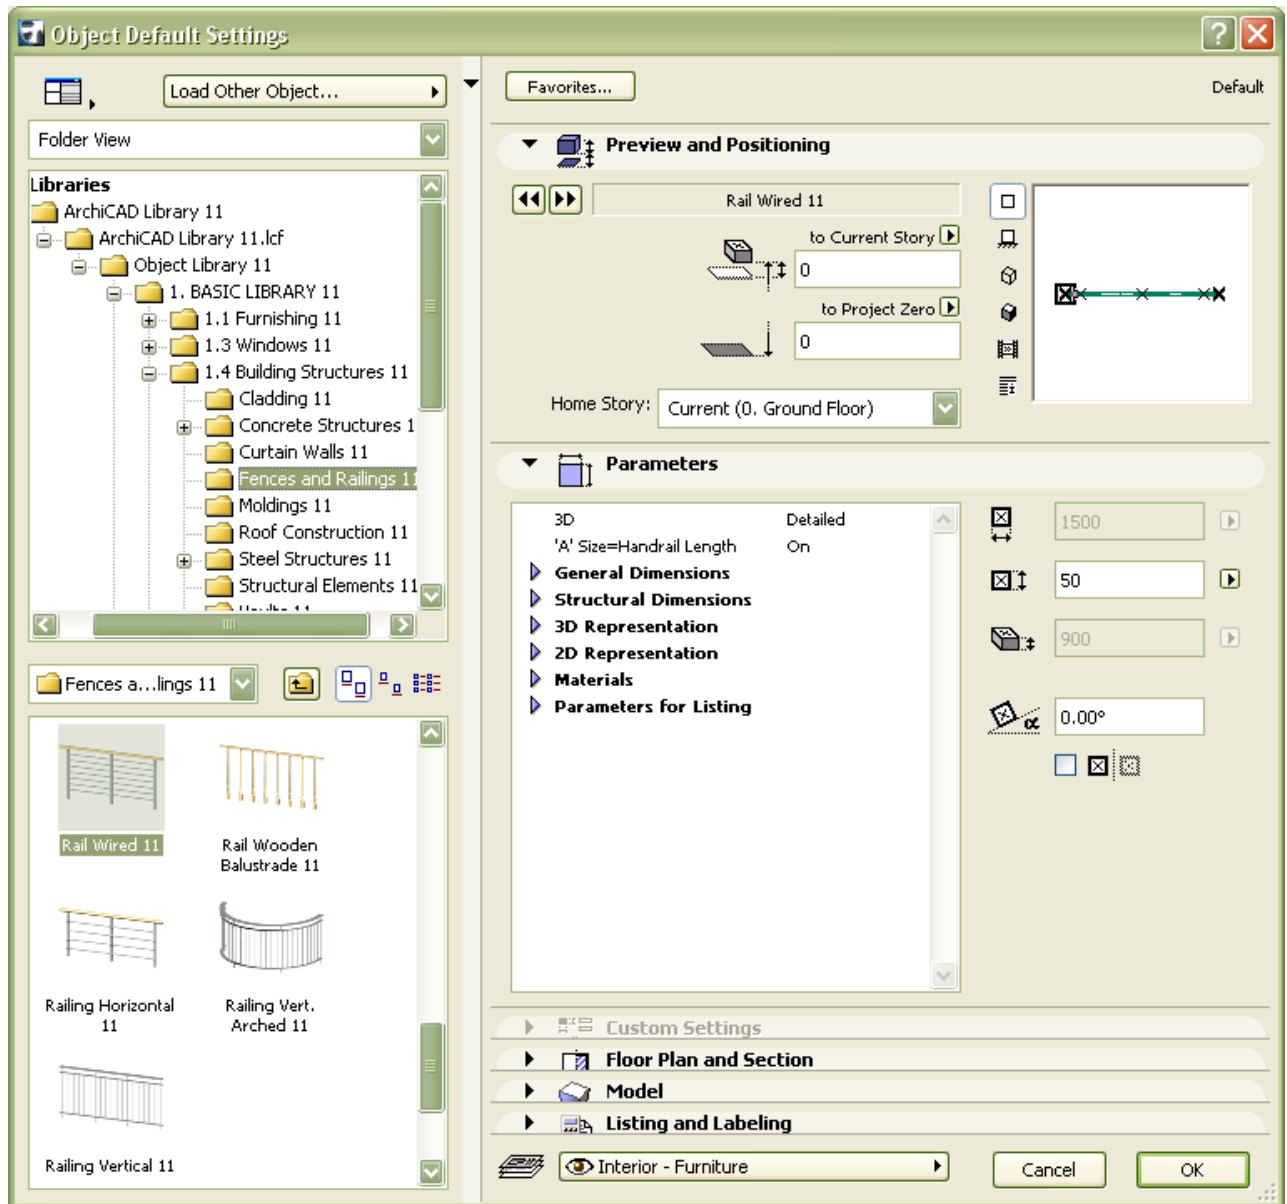 Object Default Settings
Load Other Object...
Folder View
Libraries
ArchiCAD Library 11
ArchiCAD Library 11.lcf
Object Library 11
1. BASIC LIBRARY 11
1.1 Furnishing 11
1.3 Windows 11
1.4 Building Structures 11
Cladding 11
Concrete Structures 1
Curtain Walls 11
Fences and Railings 11
Moldings 11
Roof Construction 11
Steel Structures 11
Structural Elements 11
Fences a...lings 11
Rail Wired 11
Rail Wooden
Balustrade 11
Railing Horizontal
11
Railing Vert.
Arched 11
Railing Vertical 11
Favorites...
Default
Preview and Positioning
Rail Wired 11
to Current Story
0
to Project Zero
0
Home Story:
Current (0. Ground Floor)
Parameters
3D Detailed
'A' Size=Handrail Length On
General Dimensions
Structural Dimensions
3D Representation
2D Representation
Materials
Parameters for Listing
1500
50
900
α
0.00°
Custom Settings
Floor Plan and Section
Model
Listing and Labeling
Interior - Furniture
Cancel
OK